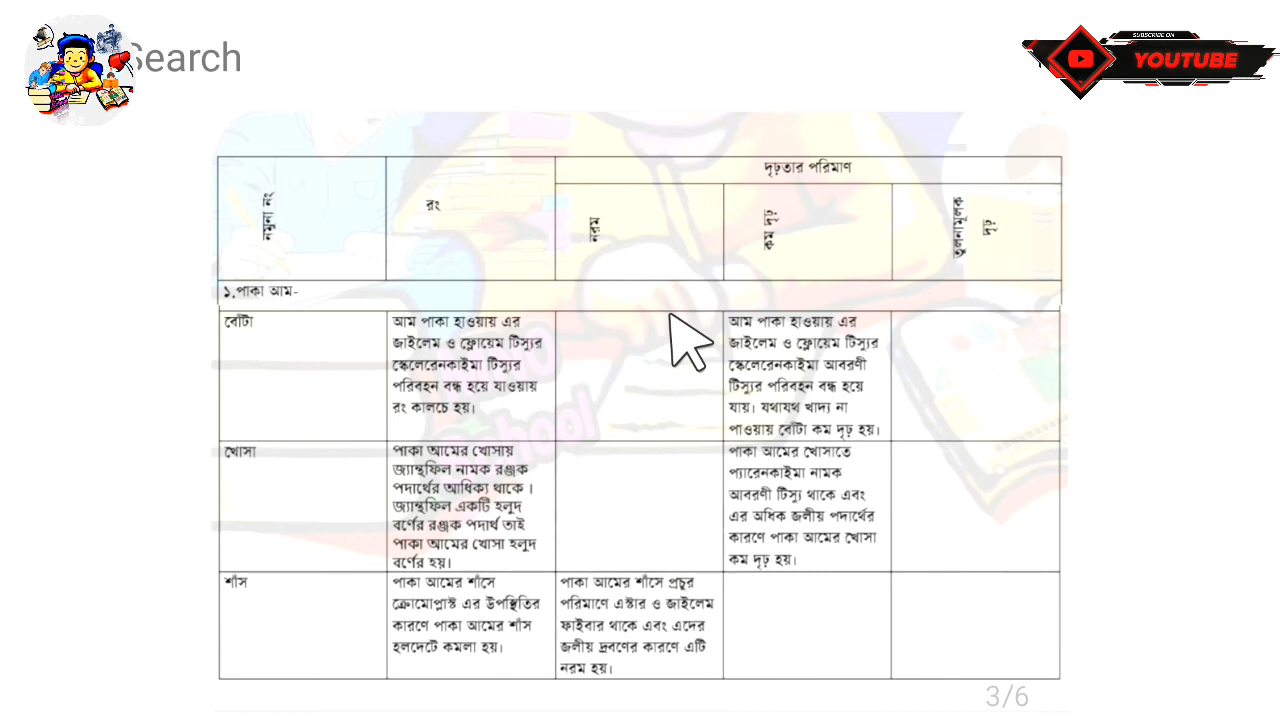 Search
SUBSCRIBE ON
YOUTUBE
নমুনা নং
রং
দৃঢ়তার পরিমাণ
নরম
কম দৃঢ়
তুলনামূলক
দৃঢ়
১.পাকা আম-
বোঁটা
আম পাকা হাওয়ায় এর
জাইলেম ও ফ্লোয়েম টিস্যুর
স্কেলেরেনকাইমা টিস্যুর
পরিবহন বন্ধ হয়ে যাওয়ায়
রং কালচে হয়।
আম পাকা হাওয়ায় এর
জাইলেম ও ফ্লোয়েম টিস্যুর
স্কেলেরেনকাইমা আবরণী
টিস্যুর পরিবহন বন্ধ হয়ে
যায়। যথাযথ খাদ্য না
পাওয়ায় বোঁটা কম দৃঢ় হয়।
খোসা
পাকা আমের খোসায়
জ্যান্থফিল নামক রঞ্জক
পদার্থের আধিক্য থাকে ।
জ্যান্থফিল একটি হলুদ
বর্ণের রঞ্জক পদার্থ তাই
পাকা আমের খোসা হলুদ
বর্ণের হয়।
পাকা আমের খোসাতে
প্যারেনকাইমা নামক
আবরণী টিস্যু থাকে এবং
এর অধিক জলীয় পদার্থের
কারণে পাকা আমের খোসা
কম দৃঢ় হয়।
শাঁস
পাকা আমের শাঁসে
ক্রোমোপ্লাস্ট এর উপস্থিতির
কারণে পাকা আমের শাঁস
হলদেটে কমলা হয়।
পাকা আমের শাঁসে প্রচুর
পরিমাণে এস্টার ও জাইলেম
ফাইবার থাকে এবং এদের
জলীয় দ্রবণের কারণে এটি
নরম হয়।
School
3/6